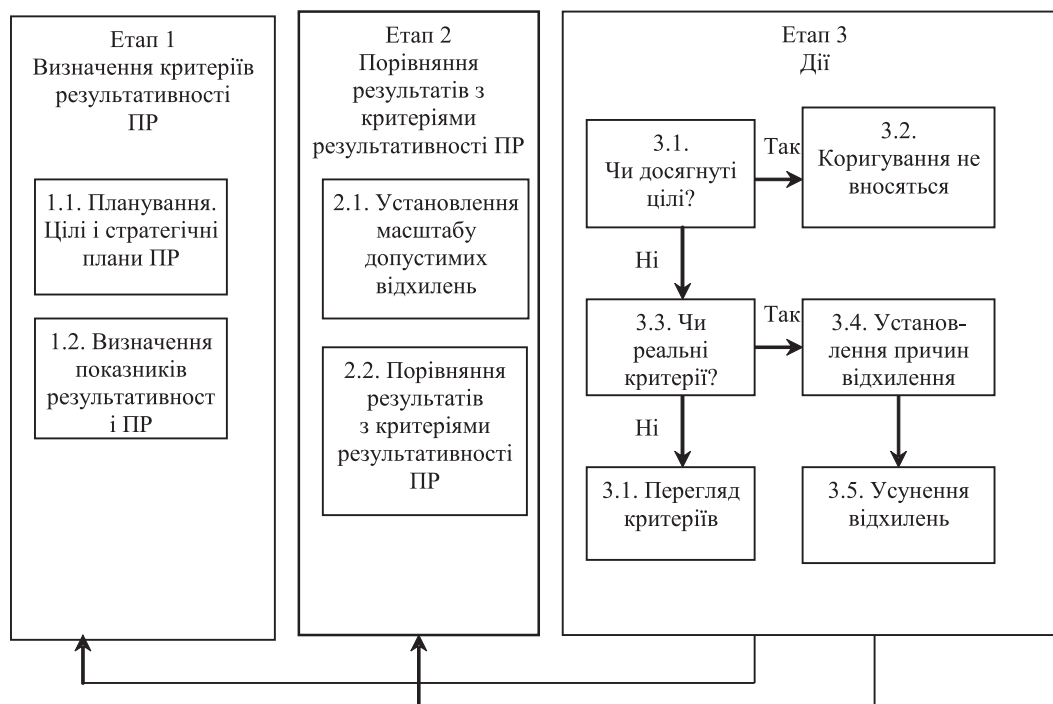 Етап 1
Визначення критеріїв
результативності
ПР
1.1. Планування.
Цілі і стратегічні
плани ПР
1.2. Визначення
показників
результативност
і ПР
Етап 2
Порівняння
результатів з
критеріями
результативності ПР
2.1. Установлення
масштабу
допустимих
відхилень
2.2. Порівняння
результатів
з критеріями
результативності
ПР
Етап 3
Дії
3.1.
Чи досягнуті
цілі?
Так
3.2.
Коригування не
вносяться
Ні
3.3. Чи
реальні
критерії?
Так
3.4. Установ-
лення причин
відхилення
Ні
3.1. Перегляд
критеріїв
3.5. Усунення
відхилень